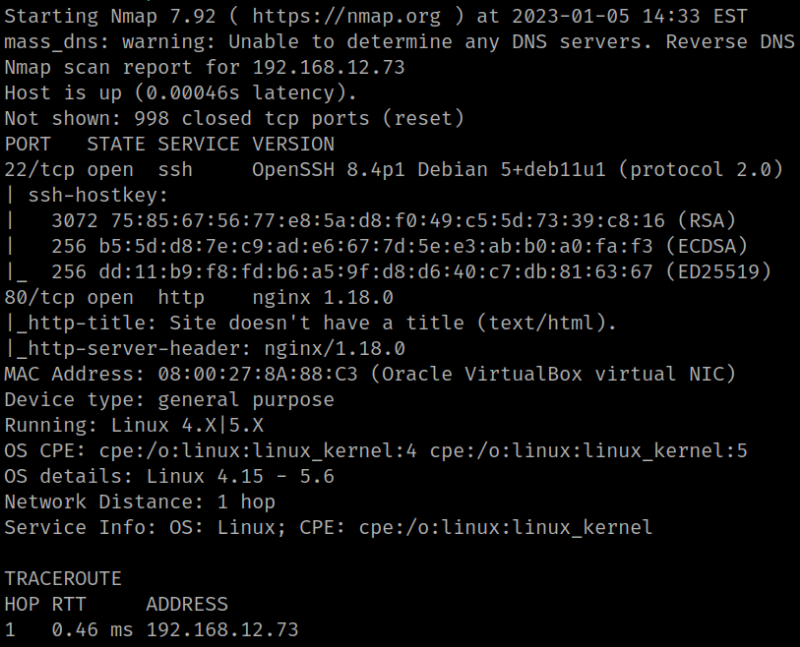 Starting Nmap 7.92 ( https://nmap.org ) at 2023-01-05 14:33 EST
mass_dns: warning: Unable to determine any DNS servers. Reverse DNS
Nmap scan report for 192.168.12.73
Host is up (0.00046s latency).
Not shown: 998 closed tcp ports (reset)
PORT   STATE SERVICE VERSION
22/tcp open  ssh     OpenSSH 8.4p1 Debian 5+deb11u1 (protocol 2.0)
| ssh-hostkey:
|   3072 75:85:67:56:77:e8:5a:d8:f0:49:c5:5d:73:39:c8:16 (RSA)
|   256 b5:5d:d8:7e:c9:ad:e6:67:7d:5e:e3:ab:b0:a0:fa:f3 (ECDSA)
|_  256 dd:11:b9:f8:fd:b6:a5:9f:d8:d6:40:c7:db:81:63:67 (ED25519)
80/tcp open  http    nginx 1.18.0
|_http-title: Site doesn't have a title (text/html).
|_http-server-header: nginx/1.18.0
MAC Address: 08:00:27:8A:88:C3 (Oracle VirtualBox virtual NIC)
Device type: general purpose
Running: Linux 4.X|5.X
OS CPE: cpe:/o:linux:linux_kernel:4 cpe:/o:linux:linux_kernel:5
OS details: Linux 4.15 - 5.6
Network Distance: 1 hop
Service Info: OS: Linux; CPE: cpe:/o:linux:linux_kernel
TRACEROUTE
HOP RTT     ADDRESS
1   0.46 ms 192.168.12.73